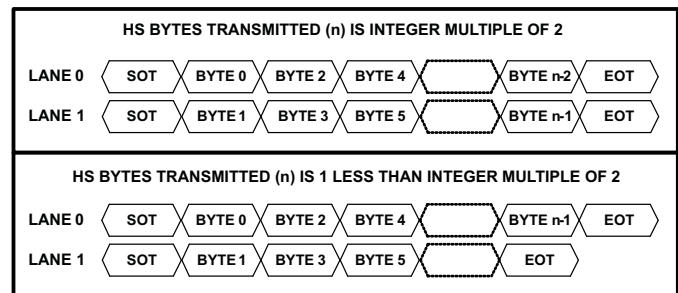 HS BYTES TRANSMITTED (n) IS INTEGER MULTIPLE OF 2
LANE 0 SOT BYTE 0 BYTE 2 BYTE 4 BYTE n-2 EOT
LANE 1 SOT BYTE 1 BYTE 3 BYTE 5 BYTE n-1 EOT
HS BYTES TRANSMITTED (n) IS 1 LESS THAN INTEGER MULTIPLE OF 2
LANE 0 SOT BYTE 0 BYTE 2 BYTE 4 BYTE n-1 EOT
LANE 1 SOT BYTE 1 BYTE 3 BYTE 5 EOT